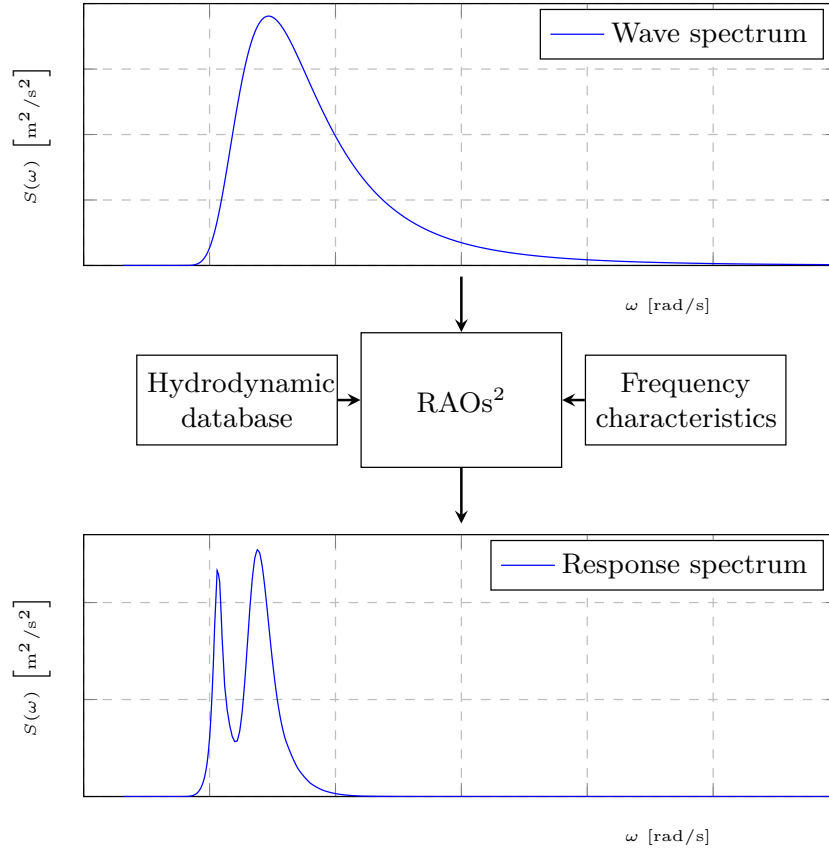 Wave spectrum
S(ω) [m²/s²]
ω [rad/s]
Hydrodynamic
database
RAOs²
Frequency
characteristics
Response spectrum
S(ω) [m²/s²]
ω [rad/s]